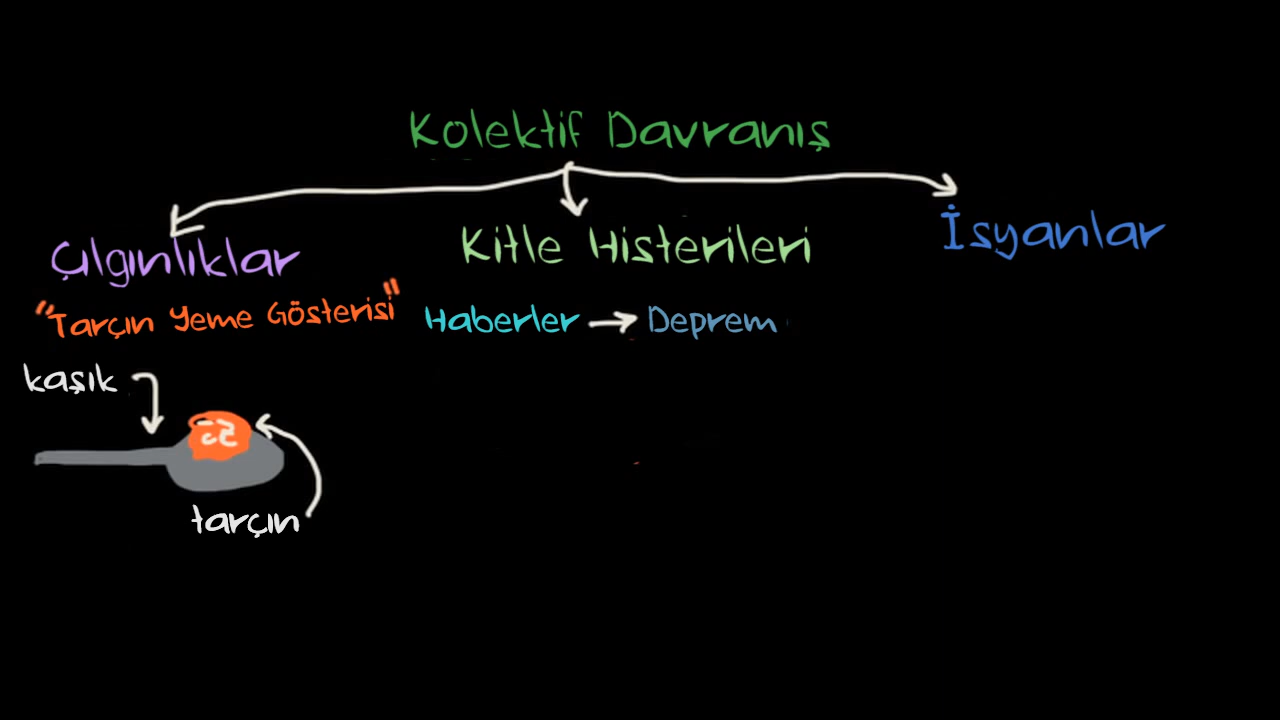 Kolektif Davranış
Çılgınlıklar
Kitle Histerileri
İsyanlar
"Tarçın Yeme Gösterisi"
Haberler → Deprem
kaşık
tarçın